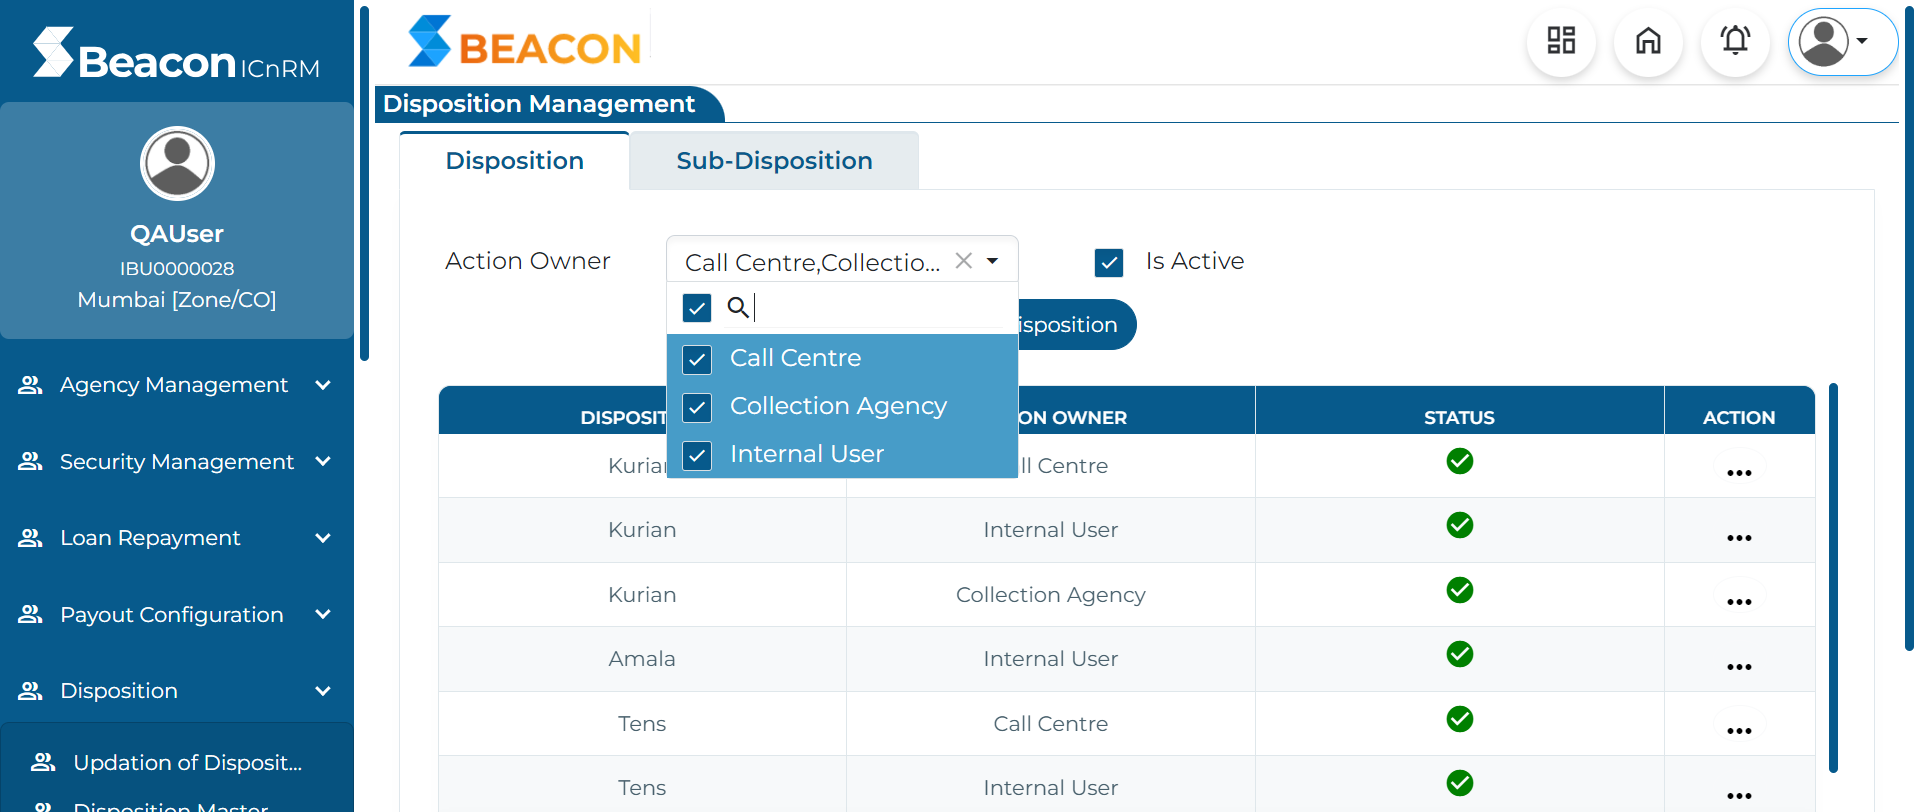 Beacon ICnRM
QAUser
IBU0000028
Mumbai [Zone/CO]
Agency Management
Security Management
Loan Repayment
Payout Configuration
Disposition
Updation of Disposit...
Disposition Master
BEACON
Disposition Management
Disposition Sub-Disposition
Action Owner Call Centre,Collectio... Is Active
isposition
Call Centre
Collection Agency
Internal User
DISPOSIT ON OWNER STATUS ACTION
Kurian ll Centre
Kurian Internal User
Kurian Collection Agency
Amala Internal User
Tens Call Centre
Tens Internal User